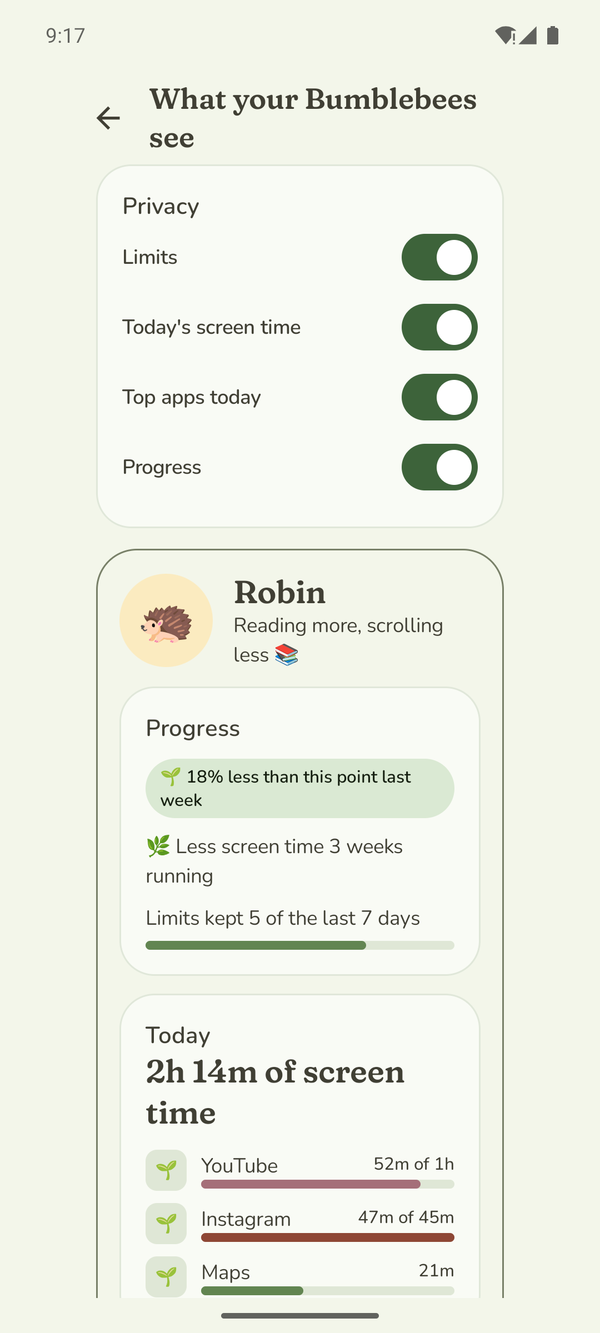 9:17
What your Bumblebees
see
Privacy
Limits
Today's screen time
Top apps today
Progress
Robin
Reading more, scrolling
less 📚
Progress
🌱 18% less than this point last
week
🌿 Less screen time 3 weeks
running
Limits kept 5 of the last 7 days
Today
2h 14m of screen
time
YouTube 52m of 1h
Instagram 47m of 45m
Maps 21m